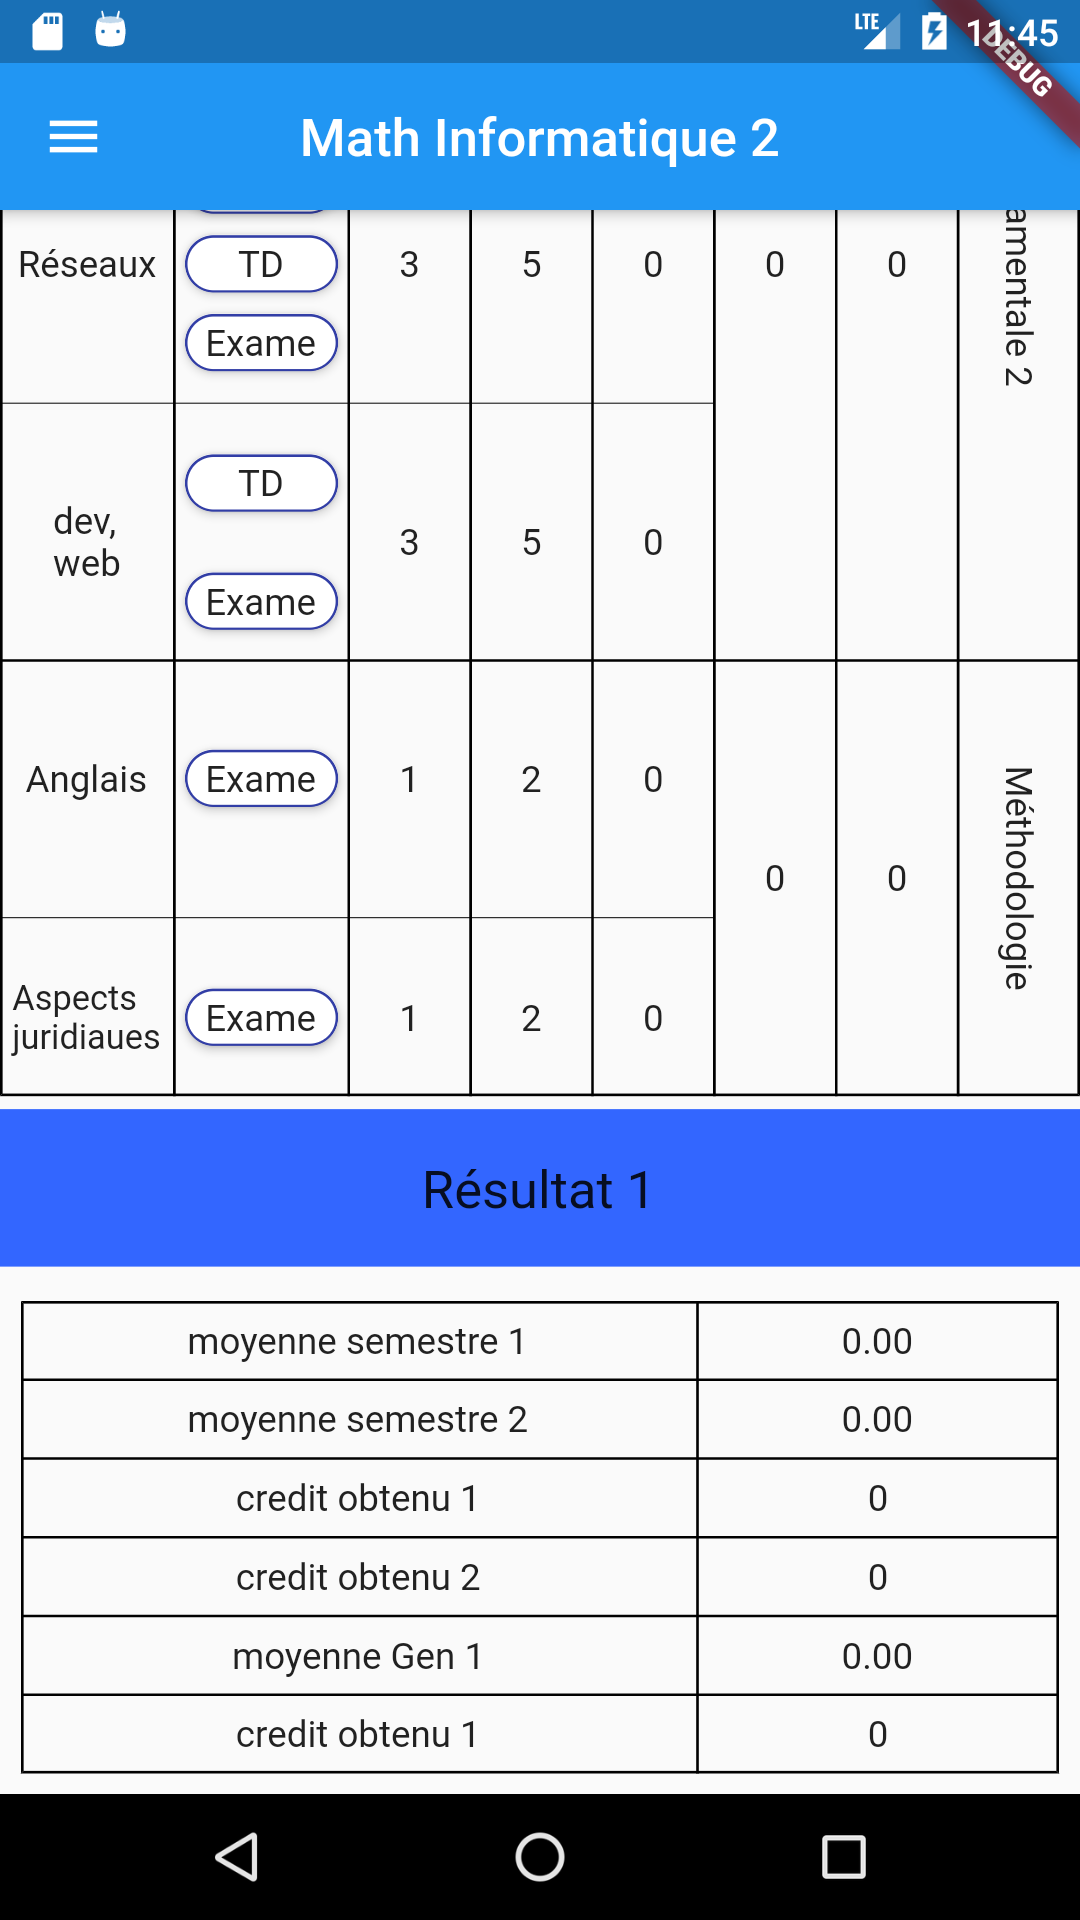 LTE 11:45
DEBUG
Math Informatique 2
Réseaux TD 3 5 0 0 0
amentale 2
Exame
TD
dev,
web 3 5 0
Exame
Anglais Exame 1 2 0
0 0 Méthodologie
Aspects
juridiaues Exame 1 2 0
Résultat 1
moyenne semestre 1 0.00
moyenne semestre 2 0.00
credit obtenu 1 0
credit obtenu 2 0
moyenne Gen 1 0.00
credit obtenu 1 0